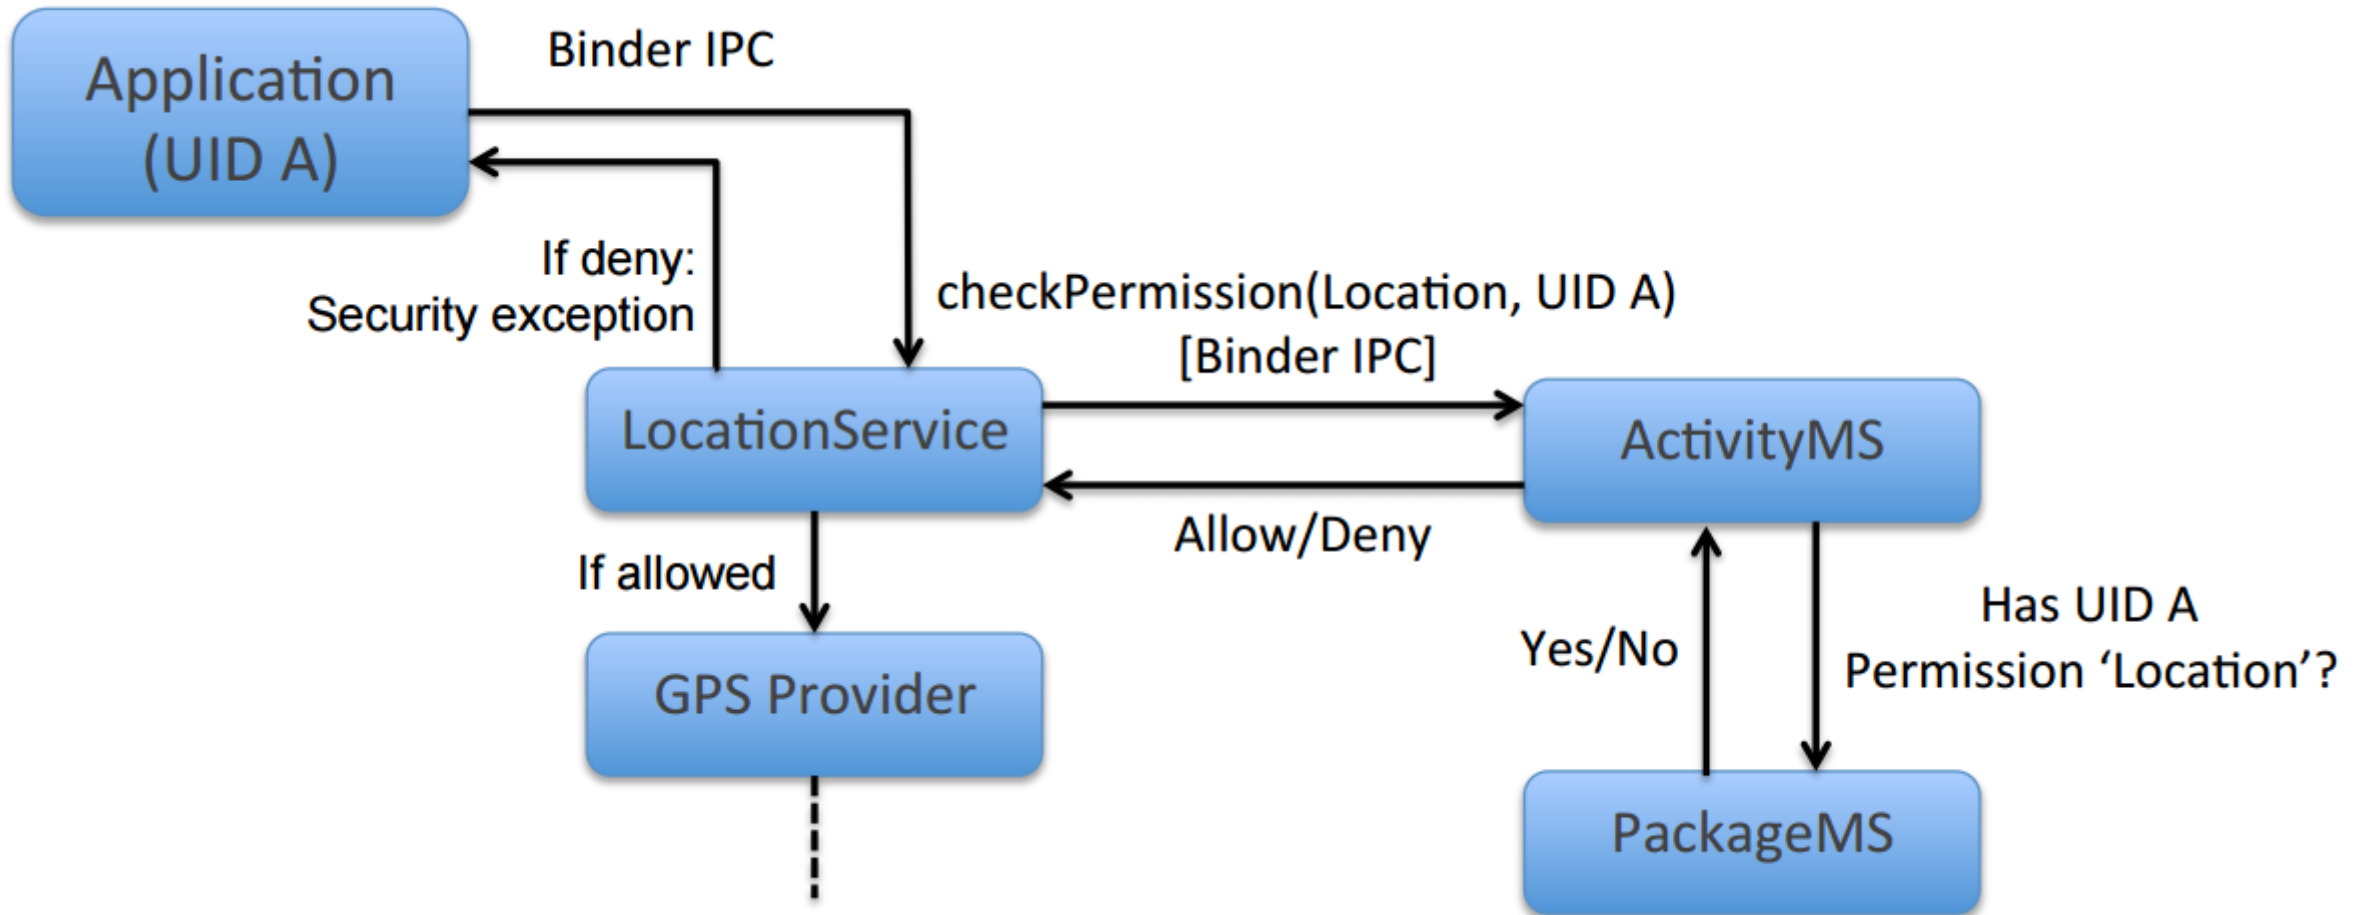 Application
(UID A)
Binder IPC
If deny:
Security exception
checkPermission(Location, UID A)
[Binder IPC]
LocationService
ActivityMS
Allow/Deny
If allowed
GPS Provider
Yes/No
Has UID A
Permission ‘Location’?
PackageMS